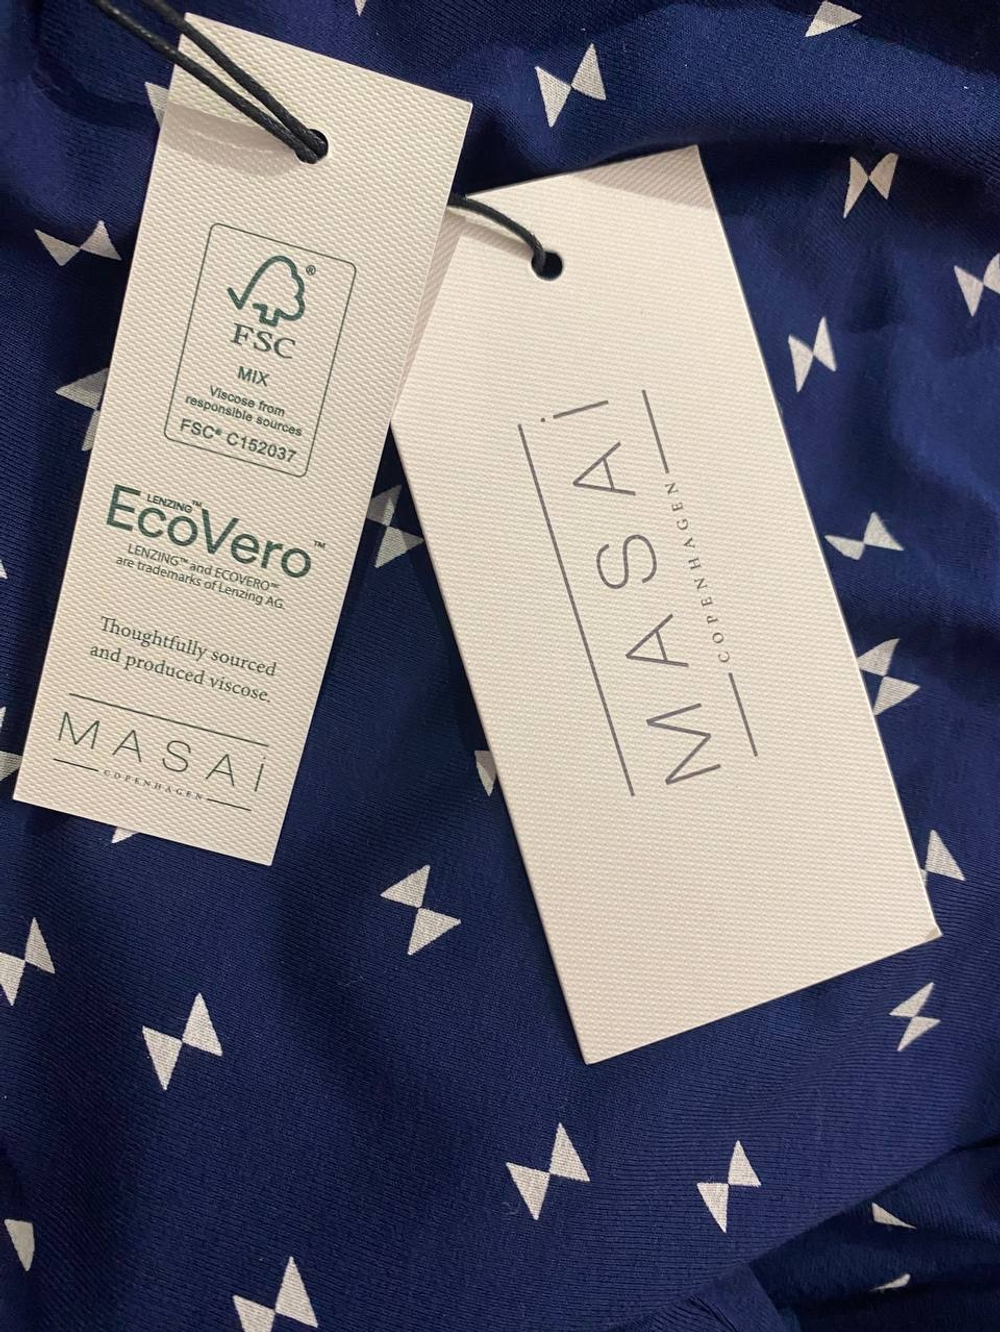 ®
FSC
MIX
Viscose from
responsible sources
FSC® C152037
LENZING™
EcoVero™
LENZING™ and ECOVERO™
are trademarks of Lenzing AG.
Thoughtfully sourced
and produced viscose.
MASAi
COPENHAGEN
MASAi
COPENHAGEN